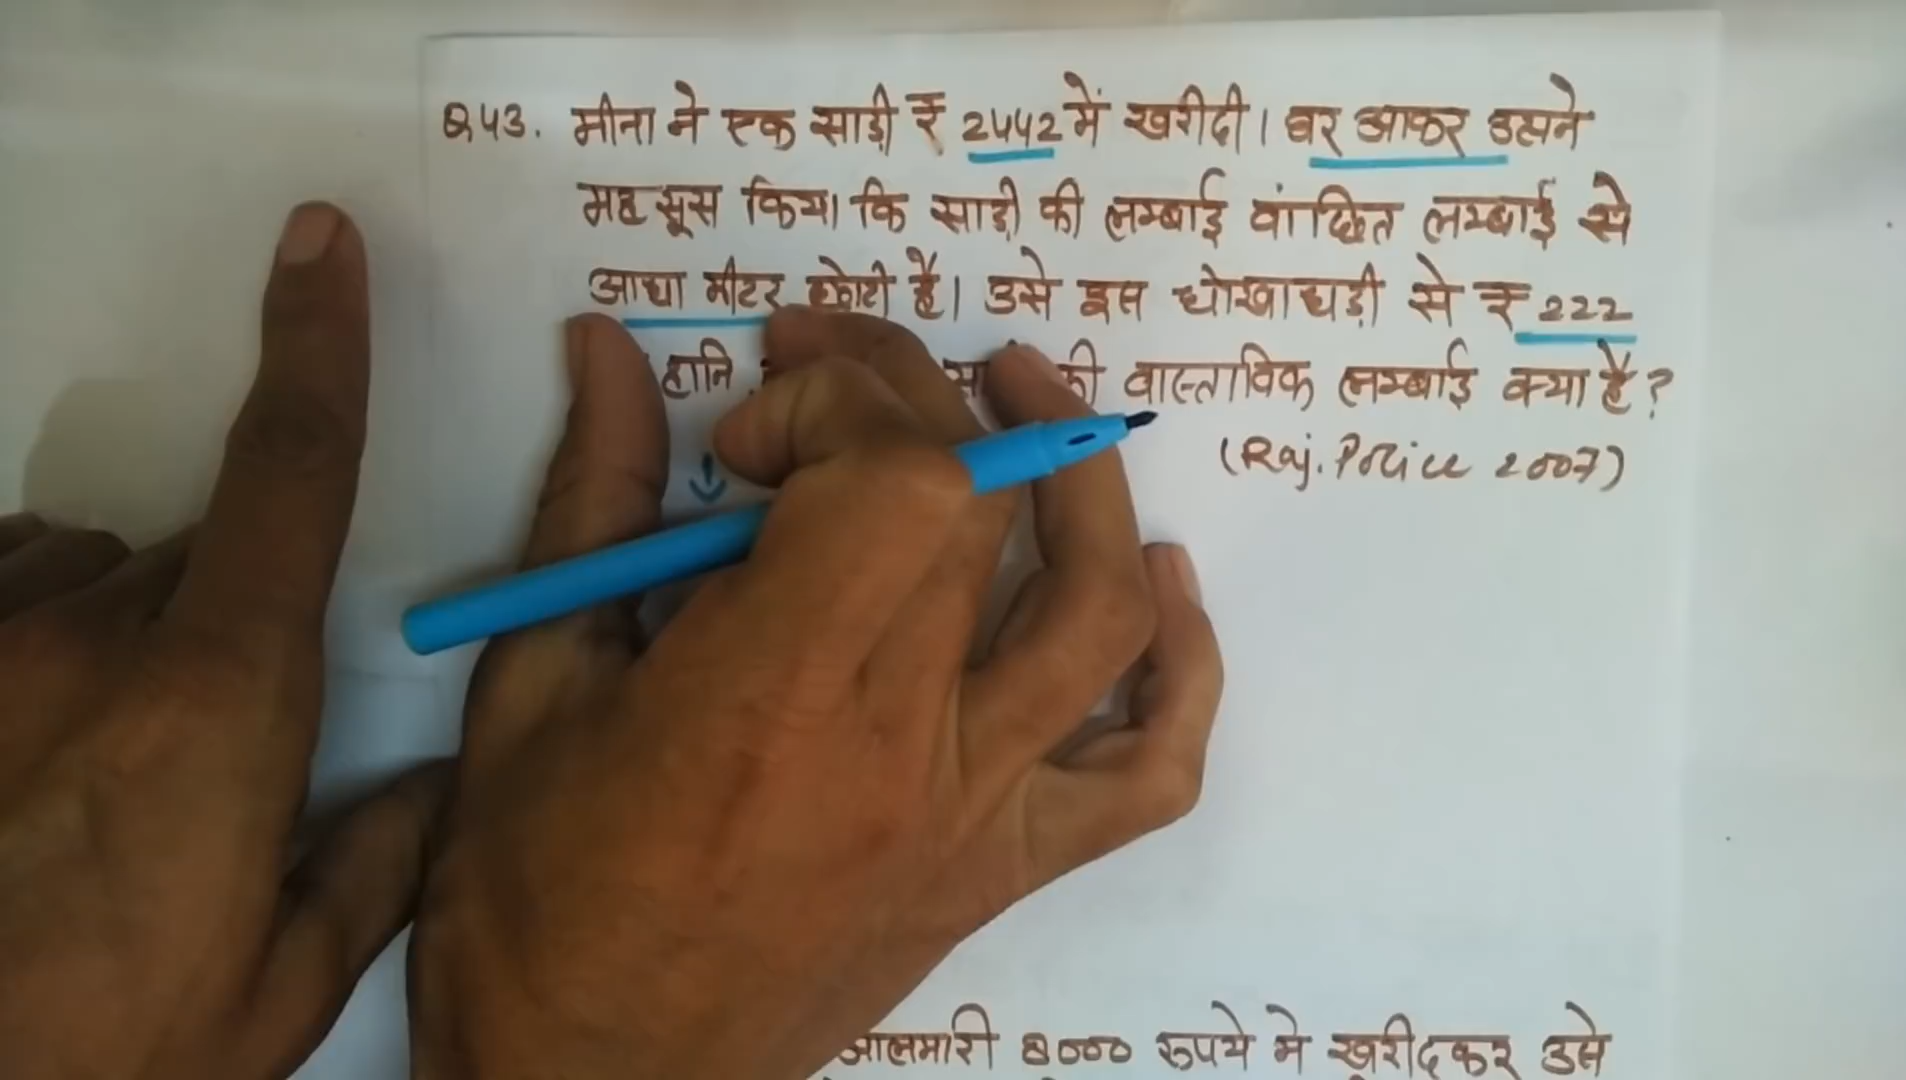 Q43. मीना ने एक साड़ी ₹ 2442 में खरीदी। घर आकर उसने
महसूस किया कि साड़ी की लम्बाई वांछित लम्बाई से
आधा मीटर छोटी है। उसे इस धोखाधड़ी से ₹ 222
हानि की वास्ताविक लम्बाई क्या है?
(Raj. Police 2007)
आलमारी 8000 रूपये मे खरीदकर उसे